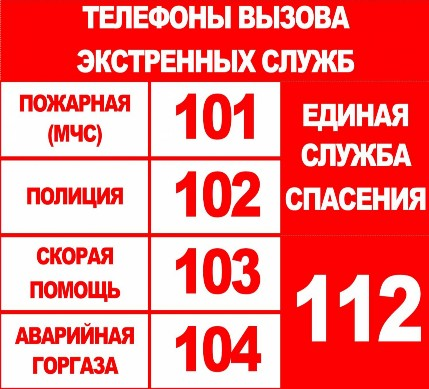 ТЕЛЕФОНЫ ВЫЗОВА
ЭКСТРЕННЫХ СЛУЖБ
ПОЖАРНАЯ
(МЧС)
101
ПОЛИЦИЯ
102
СКОРАЯ
ПОМОЩЬ
103
АВАРИЙНАЯ
ГОРГАЗА
104
ЕДИНАЯ
СЛУЖБА
СПАСЕНИЯ
112